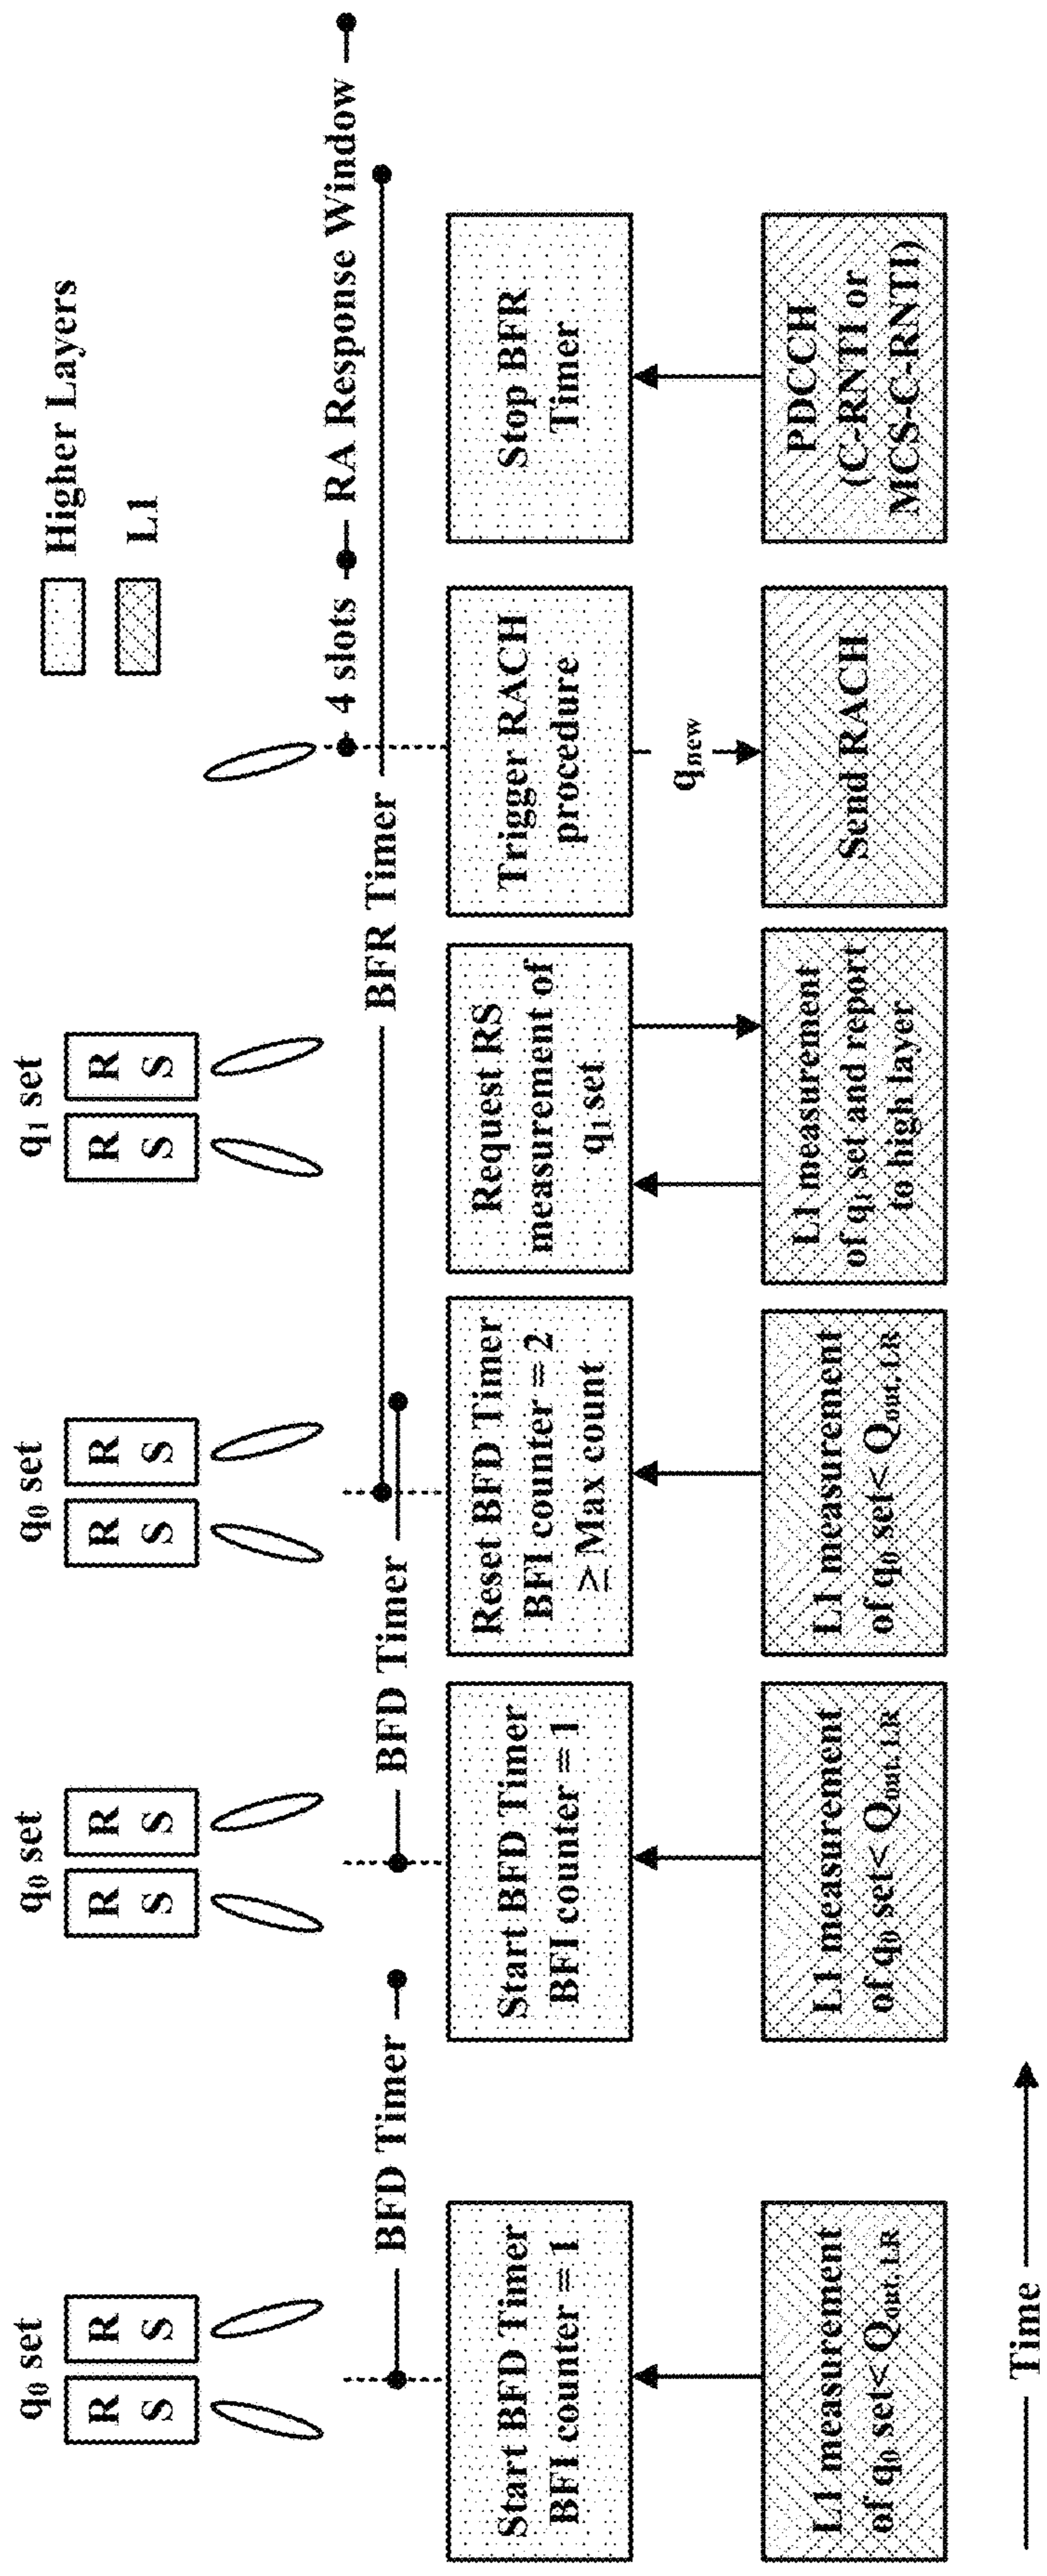 Higher Layers
L1
q0 set
R S
R S
q0 set
R S
R S
q0 set
R S
R S
q1 set
R S
R S
4 slots
RA Response Window
BFD Timer
BFD Timer
BFR Timer
Start BFD Timer
BFI counter = 1
Start BFD Timer
BFI counter = 1
Reset BFD Timer
BFI counter = 2
≥ Max count
Request RS
measurement of
q1 set
Trigger RACH
procedure
Stop BFR
Timer
qnew
L1 measurement
of q0 set< Qout, LR
L1 measurement
of q0 set< Qout, LR
L1 measurement
of q0 set< Qout, LR
L1 measurement
of q1 set and report
to high layer
Send RACH
PDCCH
(C-RNTI or
MCS-C-RNTI)
Time